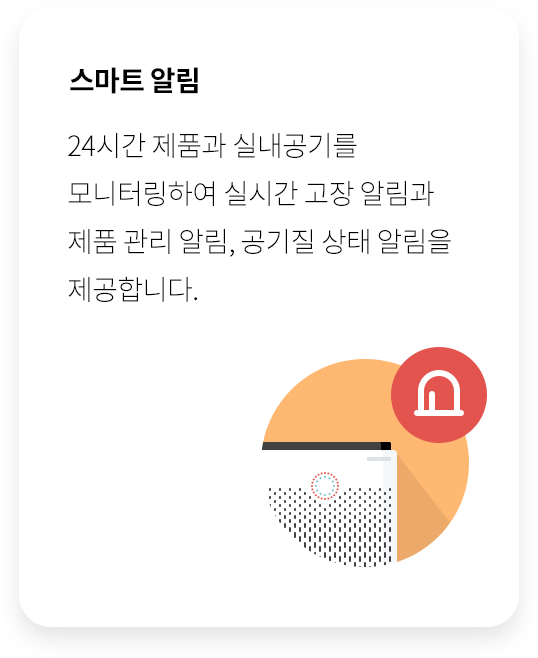 스마트 알림
24시간 제품과 실내공기를
모니터링하여 실시간 고장 알림과
제품 관리 알림, 공기질 상태 알림을
제공합니다.